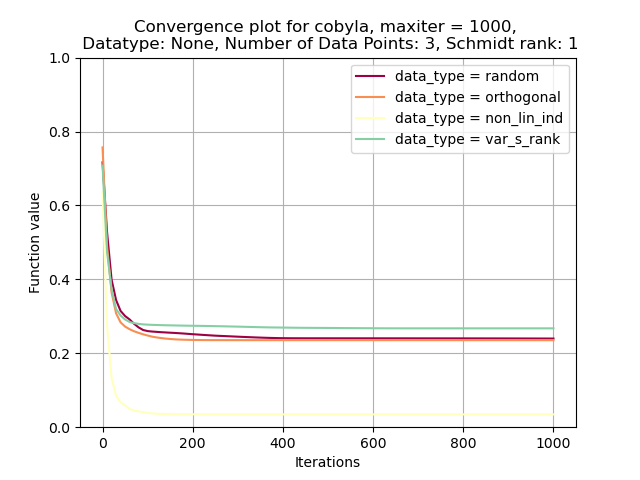 Convergence plot for cobyla, maxiter = 1000,
Datatype: None, Number of Data Points: 3, Schmidt rank: 1
data_type = random
data_type = orthogonal
data_type = non_lin_ind
data_type = var_s_rank
Function value
1.0
0.8
0.6
0.4
0.2
0.0
0 200 400 600 800 1000
Iterations